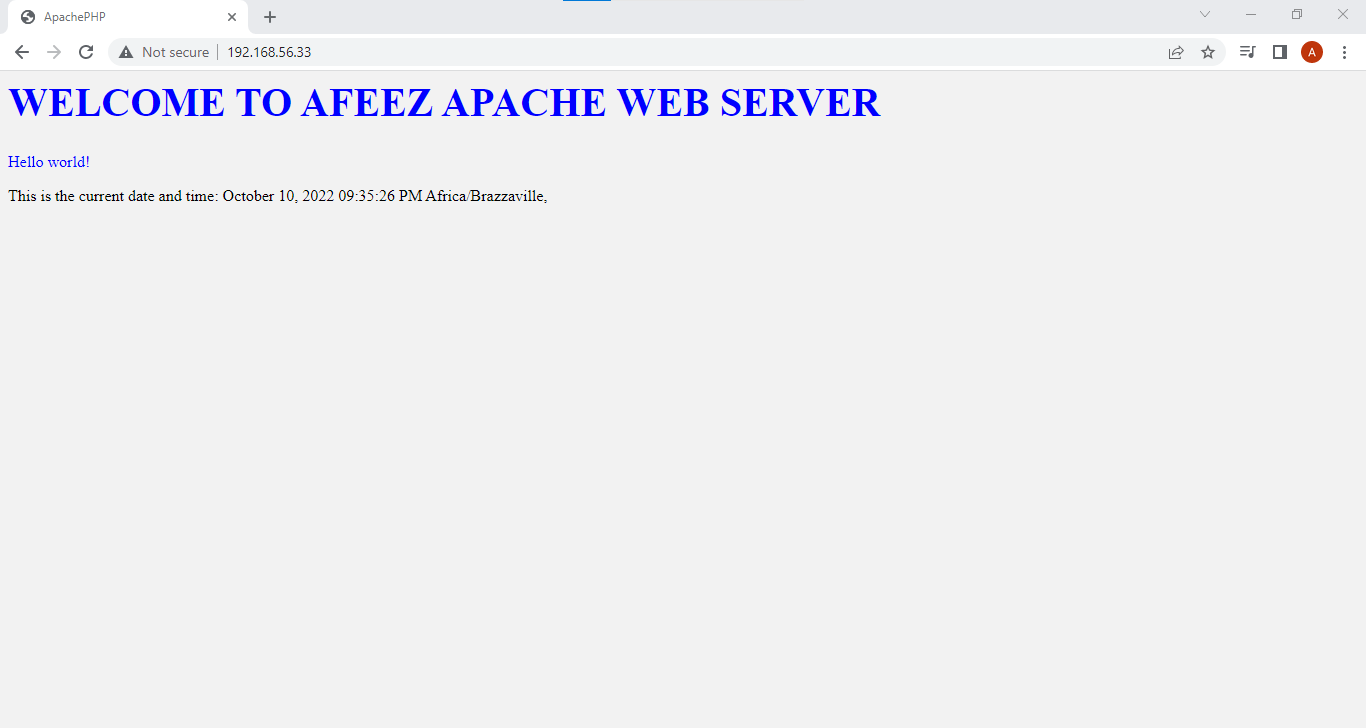 ApachePHP
Not secure
192.168.56.33
A
WELCOME TO AFEEZ APACHE WEB SERVER
Hello world!
This is the current date and time: October 10, 2022 09:35:26 PM Africa/Brazzaville,